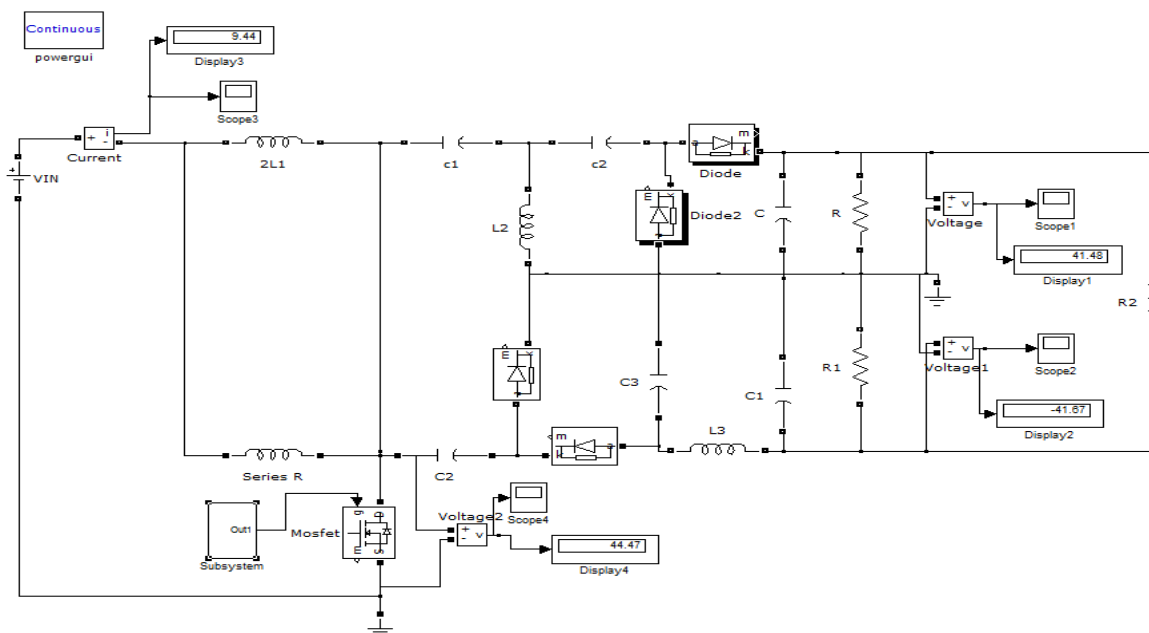 Continuous
powergui
9.44
Display3
Scope3
+
i
-
Current
+
VIN
2L1
c1
c2
a
m
k
Diode
m
k
a
Diode2
L2
C
R
+
-
v
Voltage
Scope1
41.48
Display1
R2
m
k
a
C3
C1
R1
+
-
v
Voltage1
Scope2
-41.67
Display2
L3
m
k
a
Series R
C2
Out1
Subsystem
Mosfet
g
D
m
S
Voltage2
+
-
v
Scope4
44.47
Display4